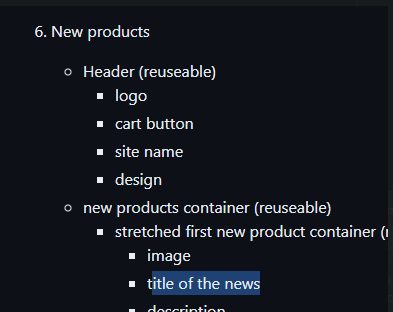 6. New products
Header (reuseable)
logo
cart button
site name
design
new products container (reuseable)
stretched first new product container (
image
title of the news
description